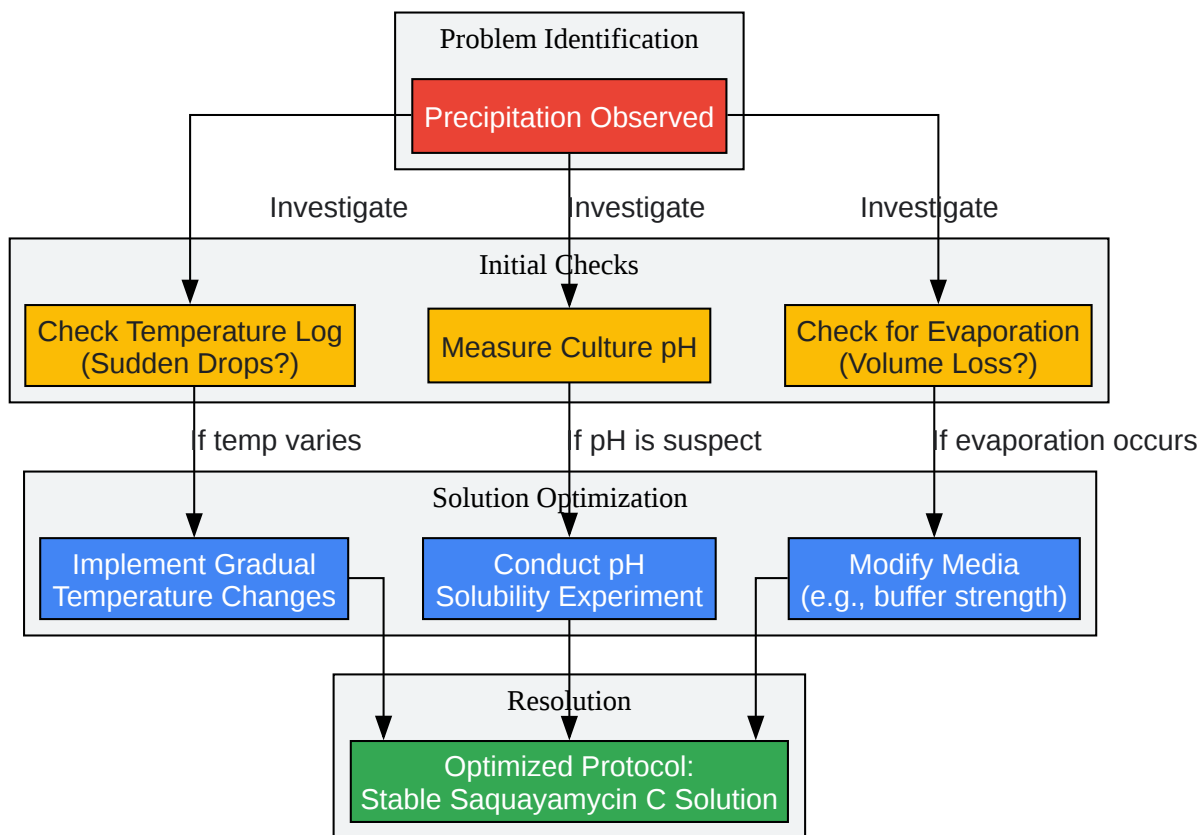 Problem Identification
Precipitation Observed
Investigate
Investigate
Investigate
Initial Checks
Check Temperature Log
(Sudden Drops?)
Measure Culture pH
Check for Evaporation
(Volume Loss?)
If temp varies
If pH is suspect
If evaporation occurs
Solution Optimization
Implement Gradual
Temperature Changes
Conduct pH
Solubility Experiment
Modify Media
(e.g., buffer strength)
Resolution
Optimized Protocol:
Stable Saquayamycin C Solution